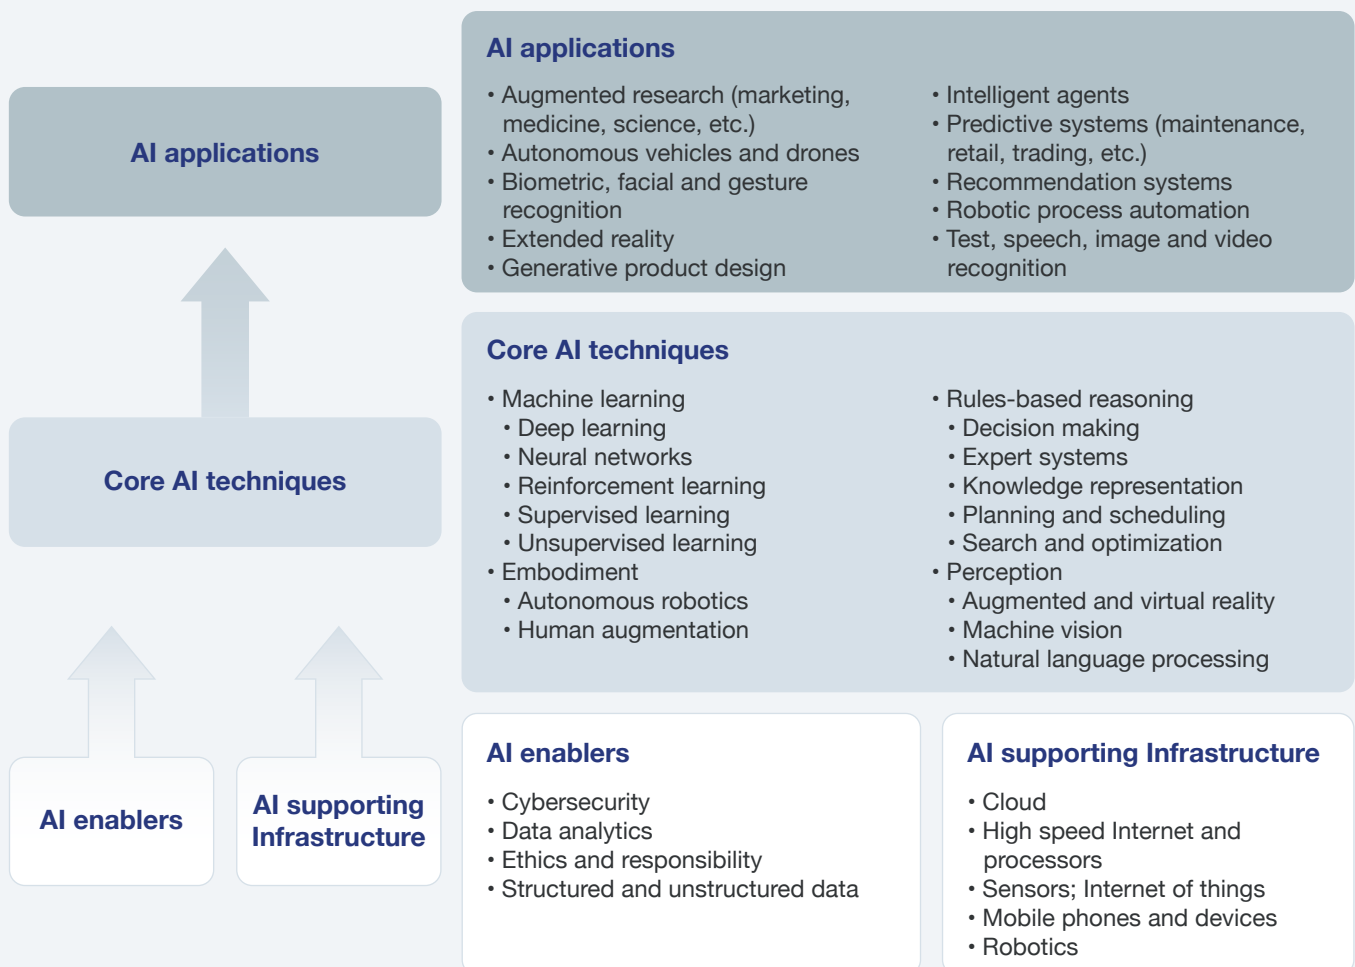 AI applications
Core AI techniques
AI enablers
AI supporting
Infrastructure
AI applications
• Augmented research (marketing,
medicine, science, etc.)
• Autonomous vehicles and drones
• Biometric, facial and gesture
recognition
• Extended reality
• Generative product design
• Intelligent agents
• Predictive systems (maintenance,
retail, trading, etc.)
• Recommendation systems
• Robotic process automation
• Test, speech, image and video
recognition
Core AI techniques
• Machine learning
• Deep learning
• Neural networks
• Reinforcement learning
• Supervised learning
• Unsupervised learning
• Embodiment
• Autonomous robotics
• Human augmentation
• Rules-based reasoning
• Decision making
• Expert systems
• Knowledge representation
• Planning and scheduling
• Search and optimization
• Perception
• Augmented and virtual reality
• Machine vision
• Natural language processing
AI enablers
• Cybersecurity
• Data analytics
• Ethics and responsibility
• Structured and unstructured data
AI supporting Infrastructure
• Cloud
• High speed Internet and
processors
• Sensors; Internet of things
• Mobile phones and devices
• Robotics